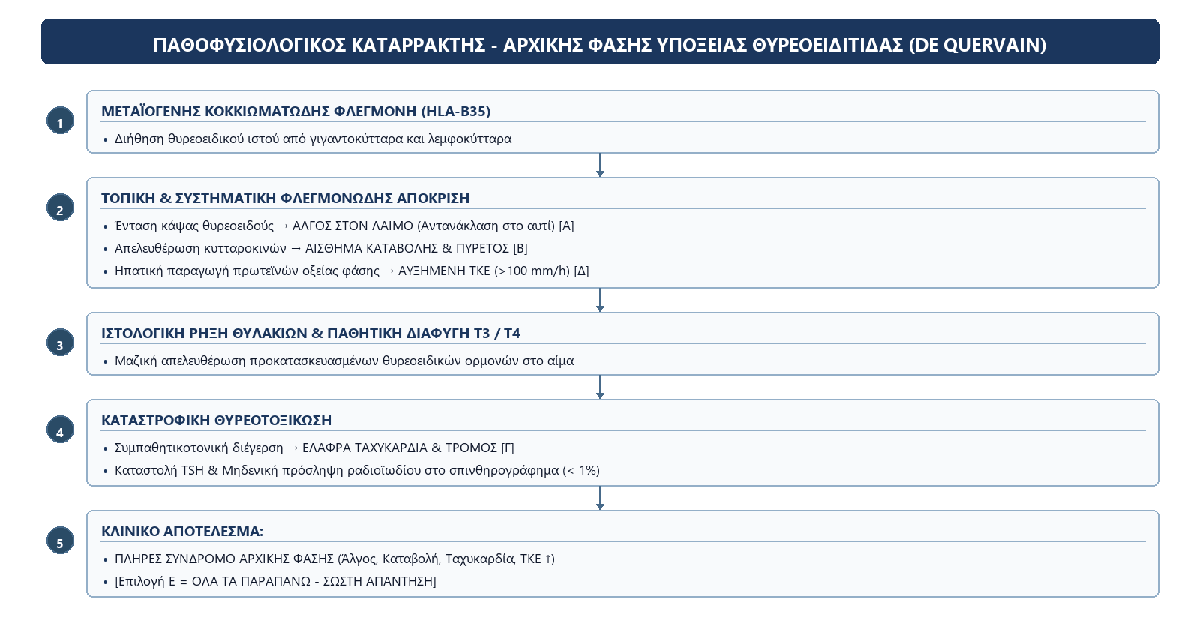 ΠΑΘΟΦΥΣΙΟΛΟΓΙΚΟΣ ΚΑΤΑΡΡΑΚΤΗΣ - ΑΡΧΙΚΗΣ ΦΑΣΗΣ ΥΠΟΞΕΙΑΣ ΘΥΡΕΟΕΙΔΙΤΙΔΑΣ (DE QUERVAIN)
1
ΜΕΤΑΪΟΓΕΝΗΣ ΚΟΚΚΙΩΜΑΤΩΔΗΣ ΦΛΕΓΜΟΝΗ (HLA-B35)
• Διήθηση θυρεοειδικού ιστού από γιγαντοκύτταρα και λεμφοκύτταρα
2
ΤΟΠΙΚΗ & ΣΥΣΤΗΜΑΤΙΚΗ ΦΛΕΓΜΟΝΩΔΗΣ ΑΠΟΚΡΙΣΗ
• Ένταση κάψας θυρεοειδούς → ΑΛΓΟΣ ΣΤΟΝ ΛΑΙΜΟ (Αντανάκλαση στο αυτί) [Α]
• Απελευθέρωση κυτταροκινών → ΑΙΣΘΗΜΑ ΚΑΤΑΒΟΛΗΣ & ΠΥΡΕΤΟΣ [Β]
• Ηπατική παραγωγή πρωτεϊνών οξείας φάσης → ΑΥΞΗΜΕΝΗ ΤΚΕ (>100 mm/h) [Δ]
3
ΙΣΤΟΛΟΓΙΚΗ ΡΗΞΗ ΘΥΛΑΚΙΩΝ & ΠΑΘΗΤΙΚΗ ΔΙΑΦΥΓΗ Τ3 / Τ4
• Μαζική απελευθέρωση προκατασκευασμένων θυρεοειδικών ορμονών στο αίμα
4
ΚΑΤΑΣΤΡΟΦΙΚΗ ΘΥΡΕΟΤΟΞΙΚΩΣΗ
• Συμπαθητικοτονική διέγερση → ΕΛΑΦΡΑ ΤΑΧΥΚΑΡΔΙΑ & ΤΡΟΜΟΣ [Γ]
• Καταστολή TSH & Μηδενική πρόσληψη ραδιοϊωδίου στο σπινθηρογράφημα (< 1%)
5
ΚΛΙΝΙΚΟ ΑΠΟΤΕΛΕΣΜΑ:
• ΠΛΗΡΕΣ ΣΥΝΔΡΟΜΟ ΑΡΧΙΚΗΣ ΦΑΣΗΣ (Άλγος, Καταβολή, Ταχυκαρδία, ΤΚΕ ↑)
• [Επιλογή Ε = ΟΛΑ ΤΑ ΠΑΡΑΠΑΝΩ - ΣΩΣΤΗ ΑΠΑΝΤΗΣΗ]